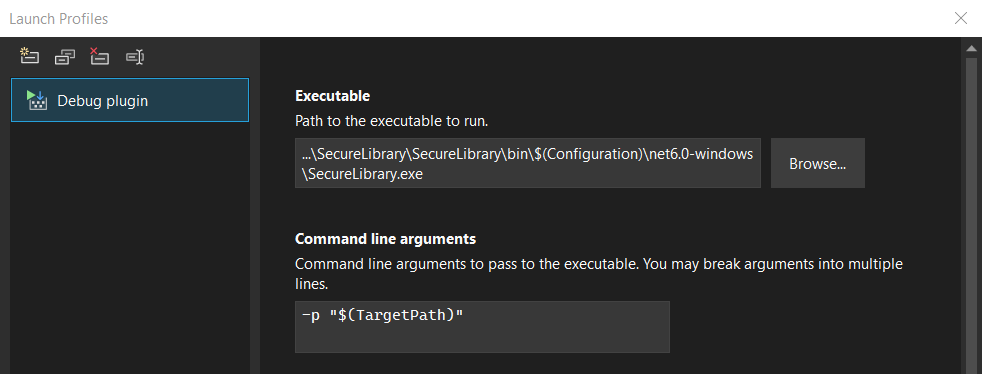 Launch Profiles
Debug plugin
Executable
Path to the executable to run.
...\SecureLibrary\SecureLibrary\bin\$(Configuration)\net6.0-windows
\SecureLibrary.exe
Browse...
Command line arguments
Command line arguments to pass to the executable. You may break arguments into multiple
lines.
-p "$(TargetPath)"